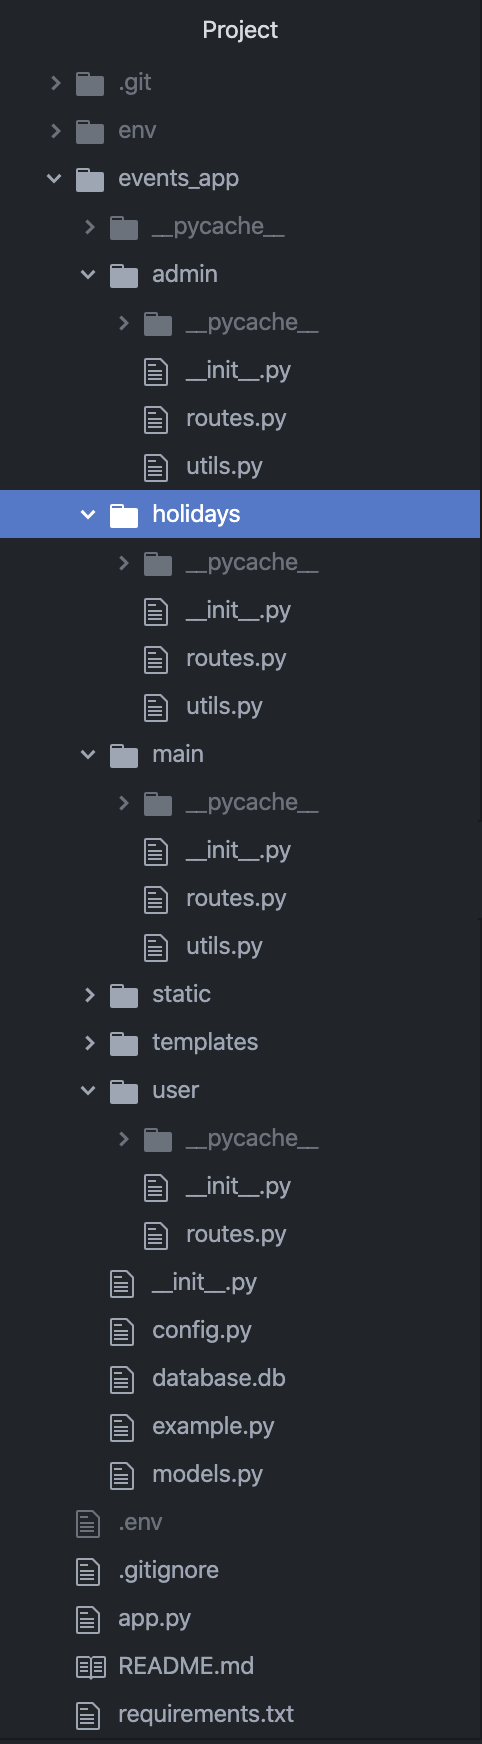 Project
.git
env
events_app
__pycache__
admin
__pycache__
__init__.py
routes.py
utils.py
holidays
__pycache__
__init__.py
routes.py
utils.py
main
__pycache__
__init__.py
routes.py
utils.py
static
templates
user
__pycache__
__init__.py
routes.py
__init__.py
config.py
database.db
example.py
models.py
.env
.gitignore
app.py
README.md
requirements.txt